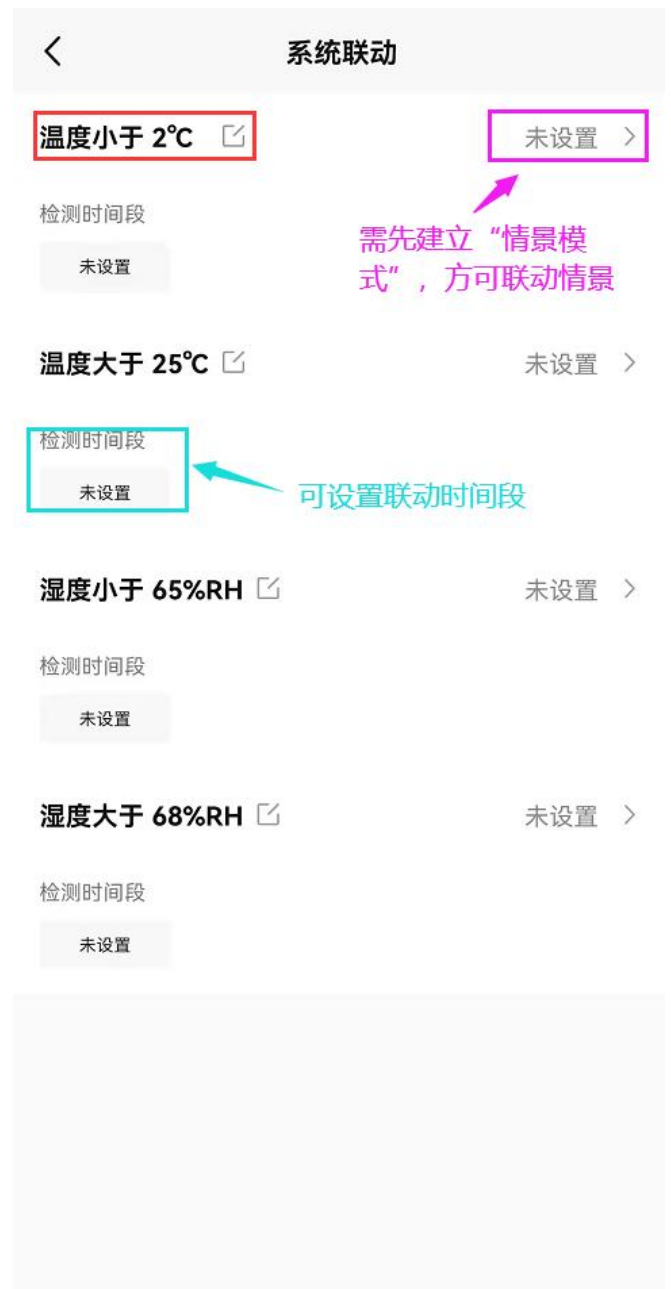 系统联动
温度小于 2℃
未设置
检测时间段
未设置
需先建立“情景模
式”,方可联动情景
温度大于 25℃
未设置
检测时间段
未设置
可设置联动时间段
湿度小于 65%RH
未设置
检测时间段
未设置
湿度大于 68%RH
未设置
检测时间段
未设置